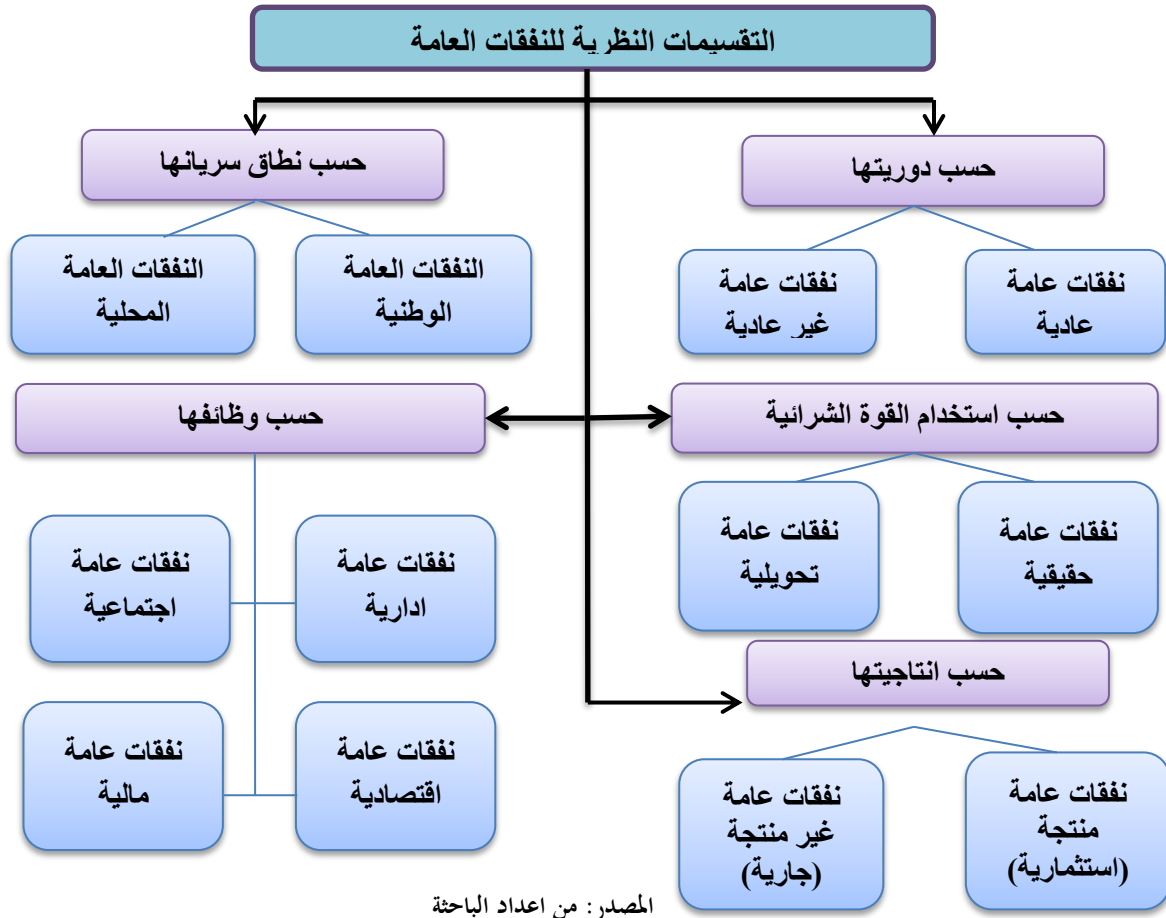 التقسيمات النظرية للنفقات العامة
حسب دوريتها
حسب نطاق سريانها
نفقات عامة
عادية
نفقات عامة
غير عادية
النفقات العامة
الوطنية
النفقات العامة
المحلية
حسب استخدام القوة الشرائية
حسب وظائفها
نفقات عامة
حقيقية
نفقات عامة
تحويلية
نفقات عامة
ادارية
نفقات عامة
اجتماعية
حسب انتاجيتها
نفقات عامة
منتجة
(استثمارية)
نفقات عامة
غير منتجة
(جارية)
نفقات عامة
اقتصادية
نفقات عامة
مالية
المصدر: من اعداد الباحثة